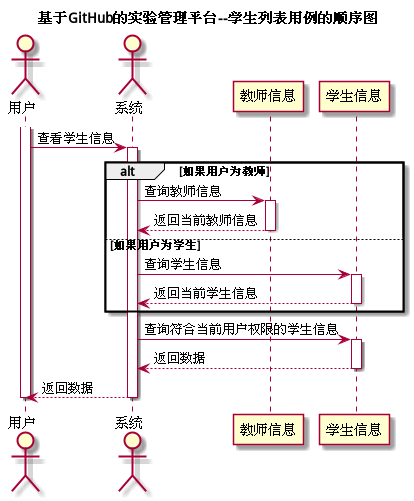 基于GitHub的实验管理平台--学生列表用例的顺序图
用户
系统
教师信息
学生信息
查看学生信息
alt
[如果用户为教师]
查询教师信息
返回当前教师信息
[如果用户为学生]
查询学生信息
返回当前学生信息
查询符合当前用户权限的学生信息
返回数据
返回数据
用户
系统
教师信息
学生信息